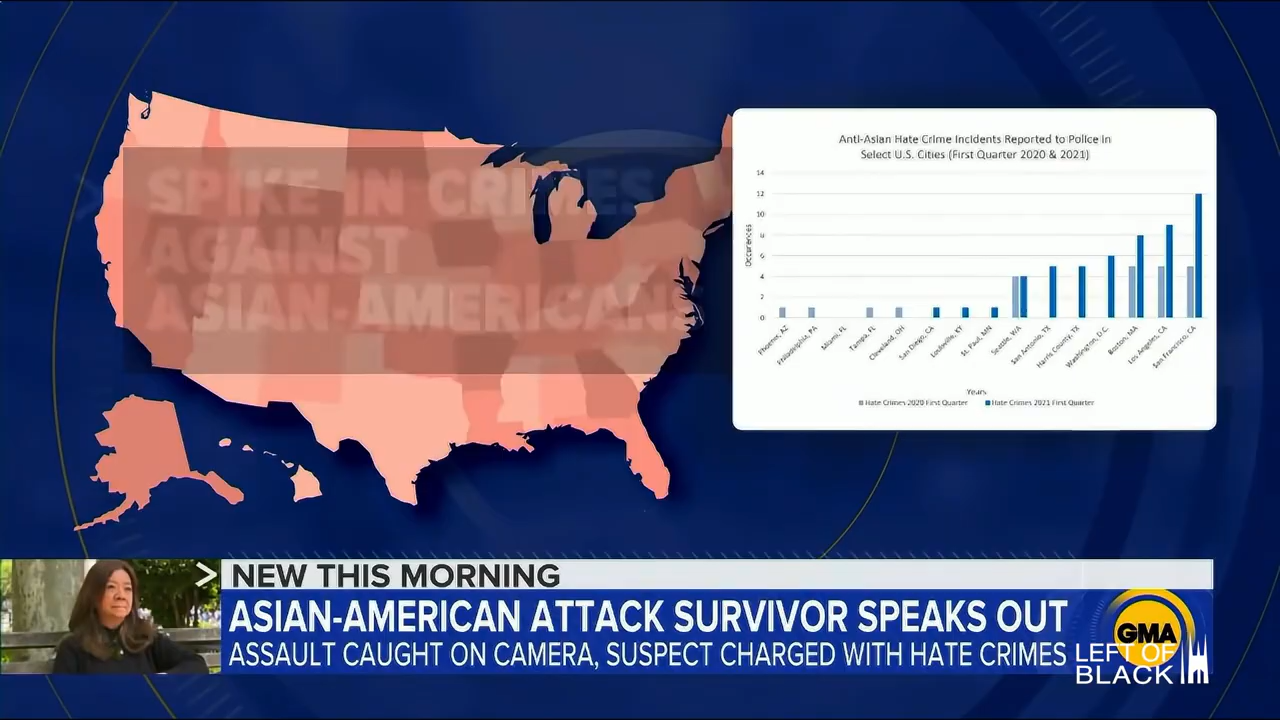 SPIKE IN CRIMES
AGAINST
ASIAN-AMERICANS
Anti-Asian Hate Crime Incidents Reported to Police in
Select U.S. Cities (First Quarter 2020 & 2021)
14
12
10
8
6
4
2
0
Occurences
Phoenix, AZ
Philadelphia, PA
Miami, FL
Tampa, FL
Cleveland, OH
San Diego, CA
Louisville, KY
St. Paul, MN
Seattle, WA
San Antonio, TX
Harris County, TX
Washington, D.C.
Boston, MA
Los Angeles, CA
San Francisco, CA
Years
Hate Crimes 2020 First Quarter
Hate Crimes 2021 First Quarter
NEW THIS MORNING
ASIAN-AMERICAN ATTACK SURVIVOR SPEAKS OUT
ASSAULT CAUGHT ON CAMERA, SUSPECT CHARGED WITH HATE CRIMES
GMA
LEFT OF
BLACK